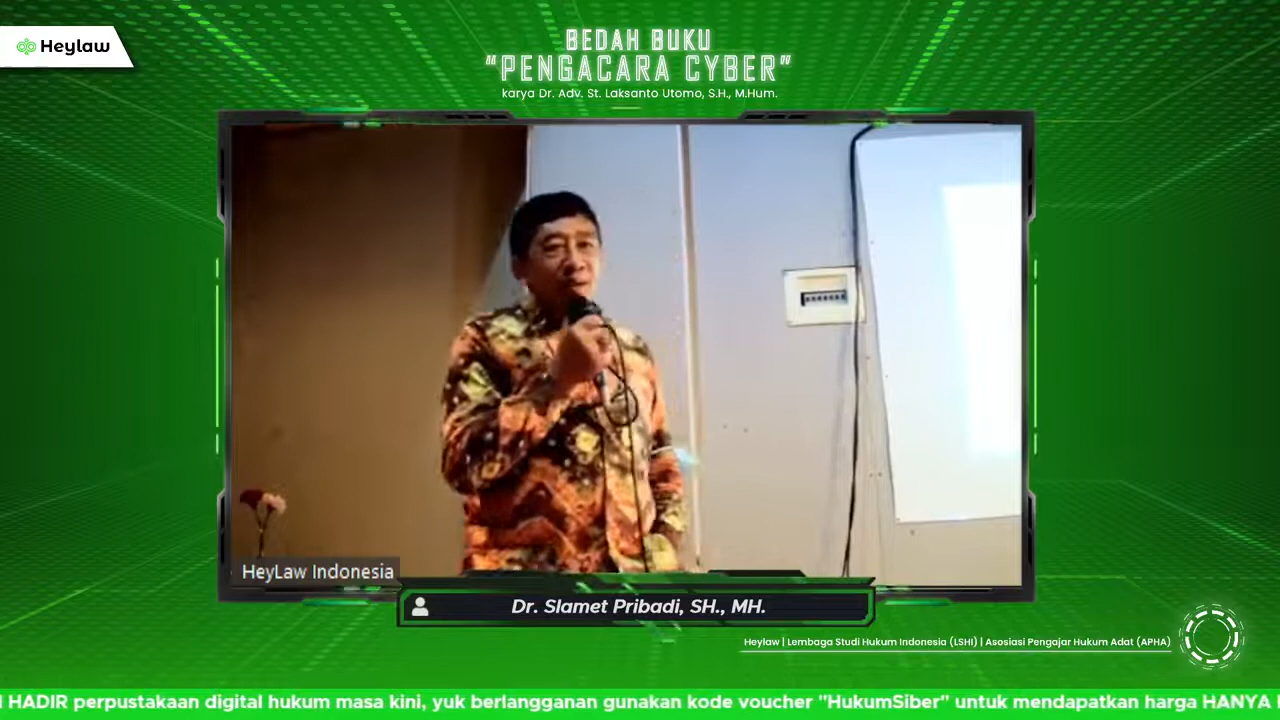 Heylaw
BEDAH BUKU
"PENGACARA CYBER"
karya Dr. Adv. St. Laksanto Utomo, S.H., M.Hum.
HeyLaw Indonesia
Dr. Slamet Pribadi, SH., MH.
Heylaw | Lembaga Studi Hukum Indonesia (LSHI) | Asosiasi Pengajar Hukum Adat (APHA)
HADIR perpustakaan digital hukum masa kini, yuk berlangganan gunakan kode voucher "HukumSiber" untuk mendapatkan harga HANYA